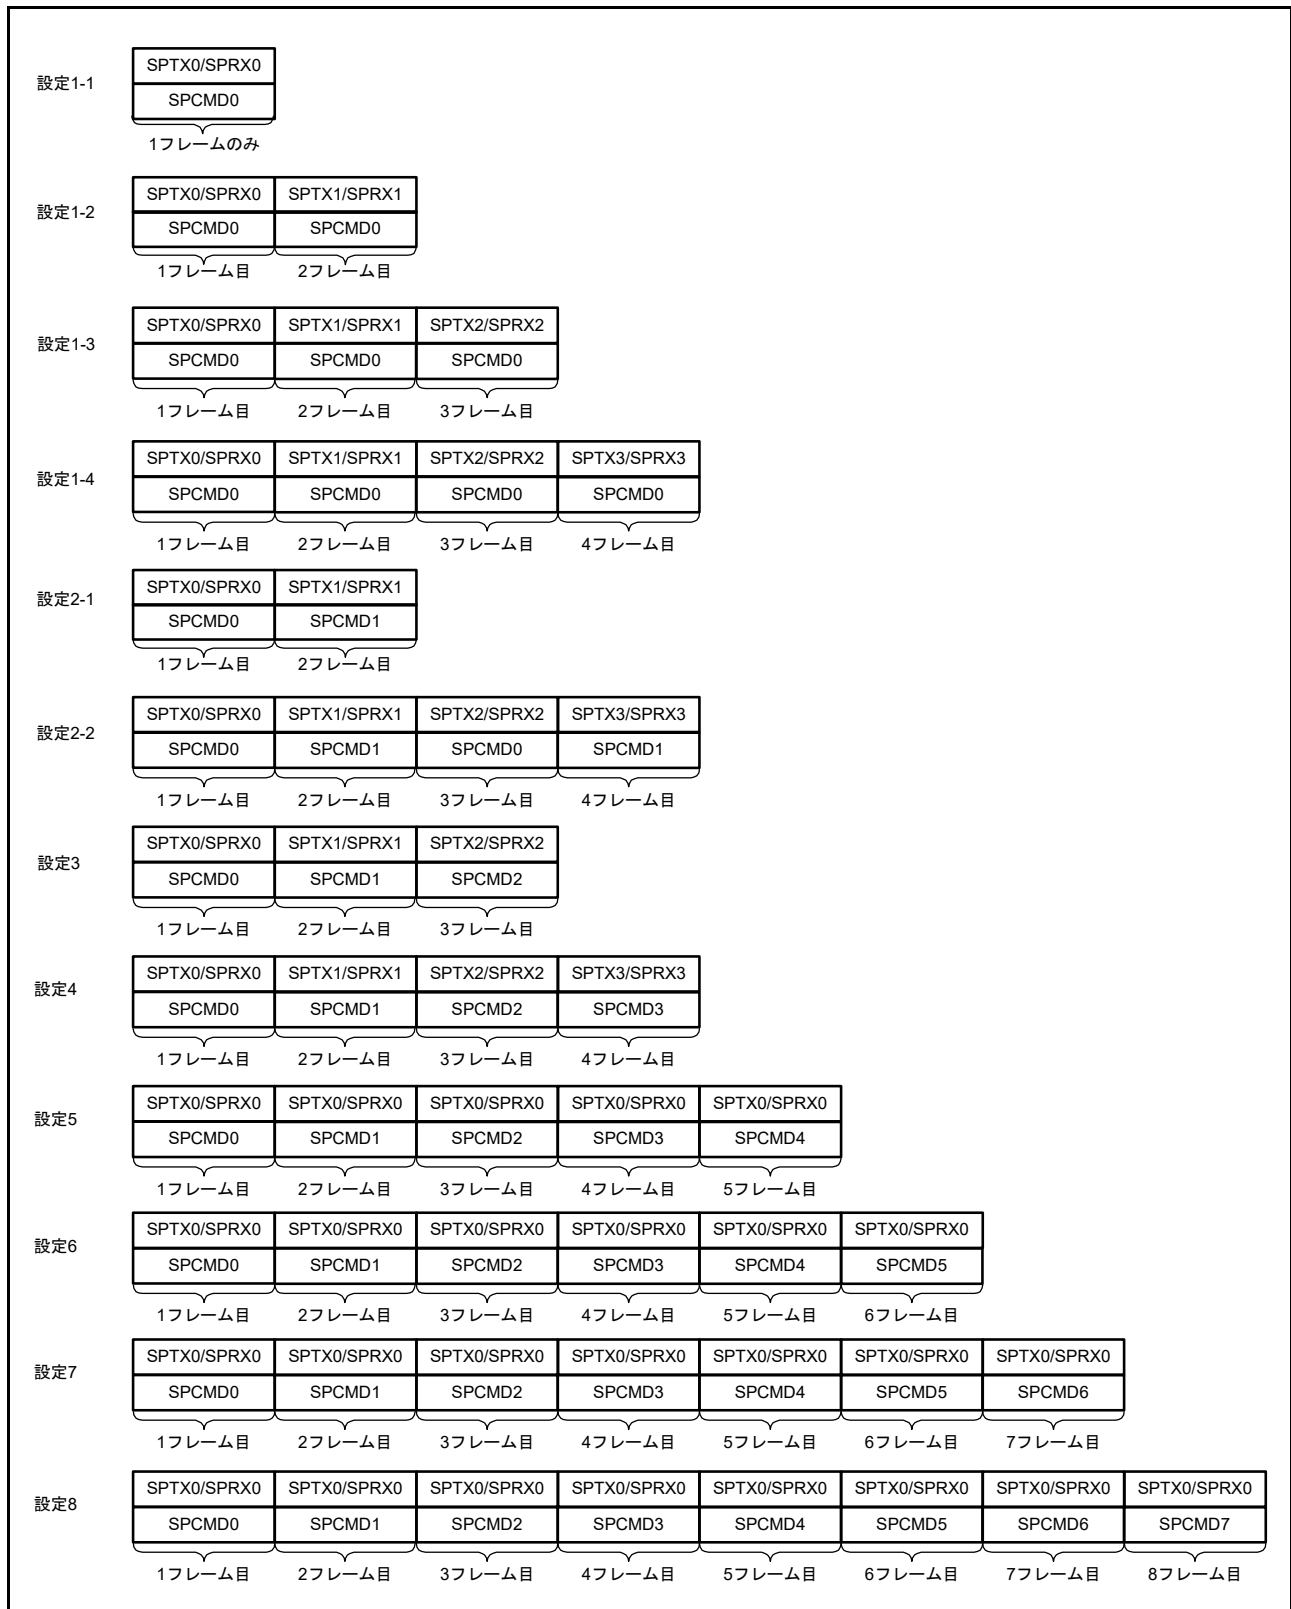 設定1-1
SPTX0/SPRX0
SPCMD0
1フレームのみ
設定1-2
SPTX0/SPRX0 SPTX1/SPRX1
SPCMD0 SPCMD0
1フレーム目 2フレーム目
設定1-3
SPTX0/SPRX0 SPTX1/SPRX1 SPTX2/SPRX2
SPCMD0 SPCMD0 SPCMD0
1フレーム目 2フレーム目 3フレーム目
設定1-4
SPTX0/SPRX0 SPTX1/SPRX1 SPTX2/SPRX2 SPTX3/SPRX3
SPCMD0 SPCMD0 SPCMD0 SPCMD0
1フレーム目 2フレーム目 3フレーム目 4フレーム目
設定2-1
SPTX0/SPRX0 SPTX1/SPRX1
SPCMD0 SPCMD1
1フレーム目 2フレーム目
設定2-2
SPTX0/SPRX0 SPTX1/SPRX1 SPTX2/SPRX2 SPTX3/SPRX3
SPCMD0 SPCMD1 SPCMD0 SPCMD1
1フレーム目 2フレーム目 3フレーム目 4フレーム目
設定3
SPTX0/SPRX0 SPTX1/SPRX1 SPTX2/SPRX2
SPCMD0 SPCMD1 SPCMD2
1フレーム目 2フレーム目 3フレーム目
設定4
SPTX0/SPRX0 SPTX1/SPRX1 SPTX2/SPRX2 SPTX3/SPRX3
SPCMD0 SPCMD1 SPCMD2 SPCMD3
1フレーム目 2フレーム目 3フレーム目 4フレーム目
設定5
SPTX0/SPRX0 SPTX0/SPRX0 SPTX0/SPRX0 SPTX0/SPRX0 SPTX0/SPRX0
SPCMD0 SPCMD1 SPCMD2 SPCMD3 SPCMD4
1フレーム目 2フレーム目 3フレーム目 4フレーム目 5フレーム目
設定6
SPTX0/SPRX0 SPTX0/SPRX0 SPTX0/SPRX0 SPTX0/SPRX0 SPTX0/SPRX0 SPTX0/SPRX0
SPCMD0 SPCMD1 SPCMD2 SPCMD3 SPCMD4 SPCMD5
1フレーム目 2フレーム目 3フレーム目 4フレーム目 5フレーム目 6フレーム目
設定7
SPTX0/SPRX0 SPTX0/SPRX0 SPTX0/SPRX0 SPTX0/SPRX0 SPTX0/SPRX0 SPTX0/SPRX0 SPTX0/SPRX0
SPCMD0 SPCMD1 SPCMD2 SPCMD3 SPCMD4 SPCMD5 SPCMD6
1フレーム目 2フレーム目 3フレーム目 4フレーム目 5フレーム目 6フレーム目 7フレーム目
設定8
SPTX0/SPRX0 SPTX0/SPRX0 SPTX0/SPRX0 SPTX0/SPRX0 SPTX0/SPRX0 SPTX0/SPRX0 SPTX0/SPRX0 SPTX0/SPRX0
SPCMD0 SPCMD1 SPCMD2 SPCMD3 SPCMD4 SPCMD5 SPCMD6 SPCMD7
1フレーム目 2フレーム目 3フレーム目 4フレーム目 5フレーム目 6フレーム目 7フレーム目 8フレーム目